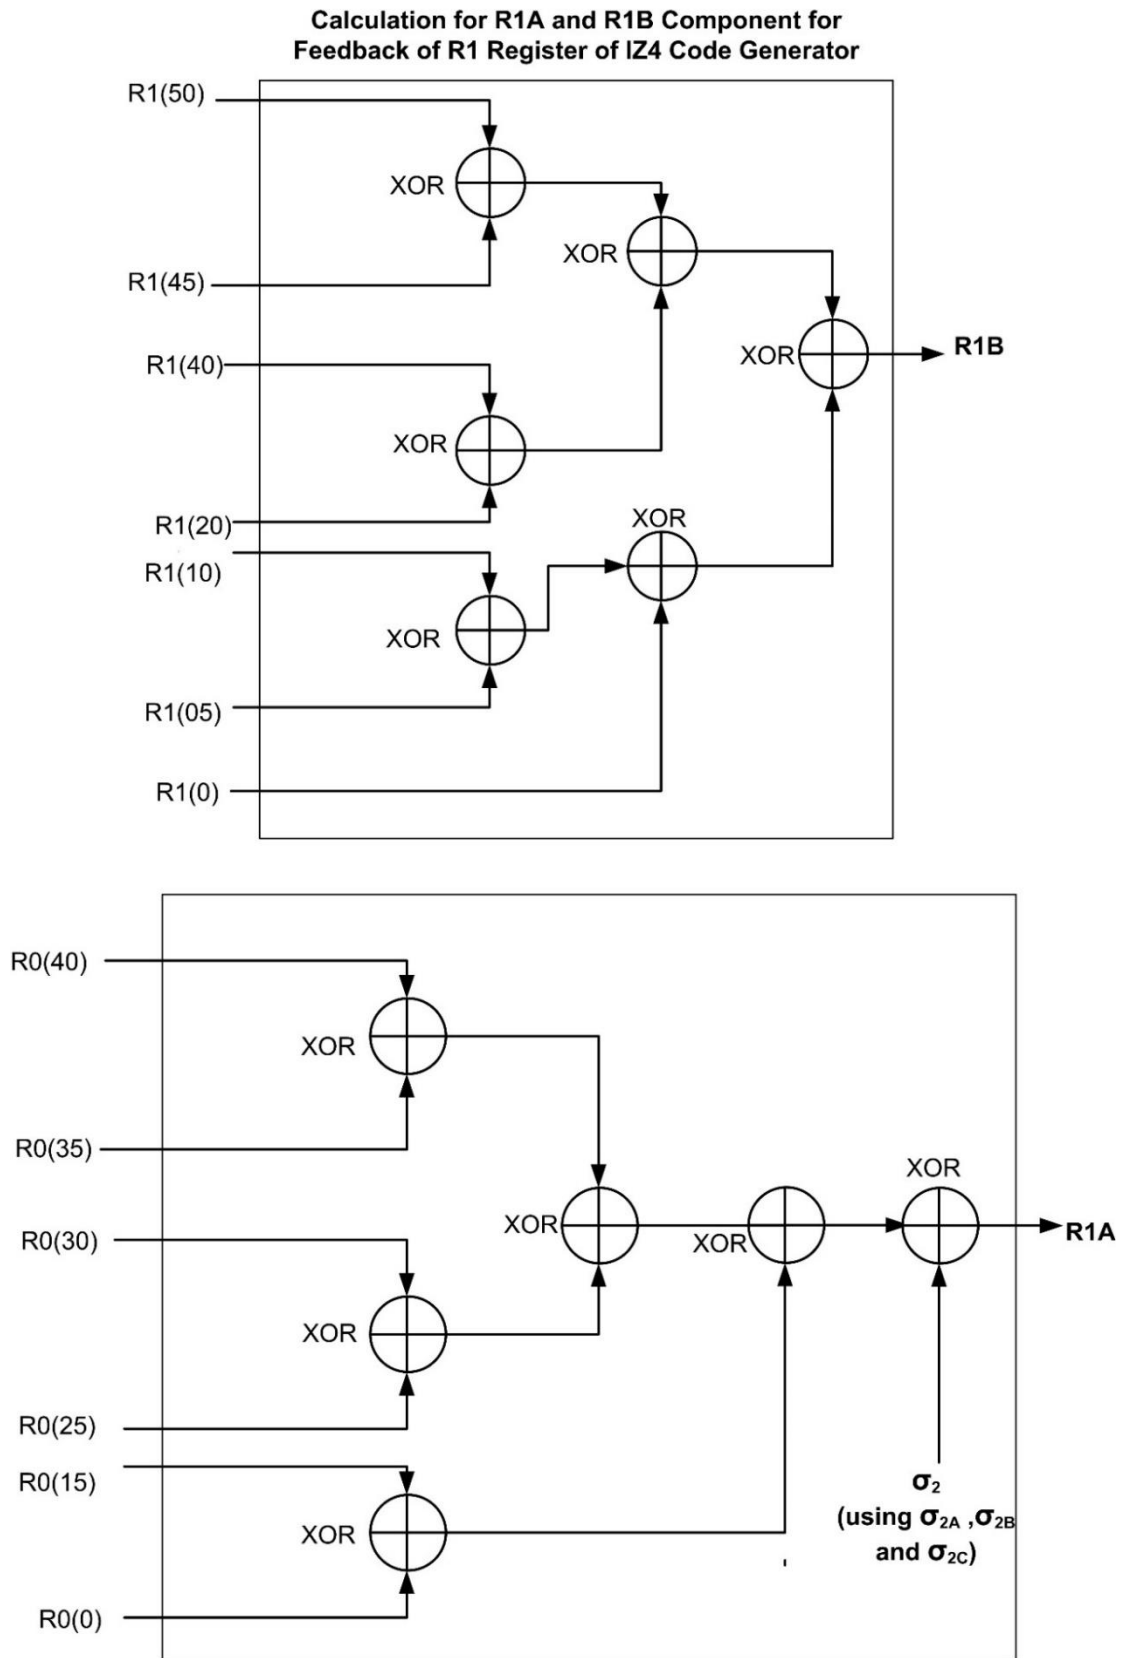 Calculation for R1A and R1B Component for
Feedback of R1 Register of IZ4 Code Generator
R1(50)
XOR
R1(45)
XOR
R1(40)
XOR
R1B
XOR
R1(20)
XOR
R1(10)
XOR
R1(05)
R1(0)
R0(40)
XOR
R0(35)
XOR
R0(30)
XOR
XOR
R1A
XOR
R0(25)
R0(15)
σ2
(using σ2A ,σ2B
XOR
and σ2C)
R0(0)